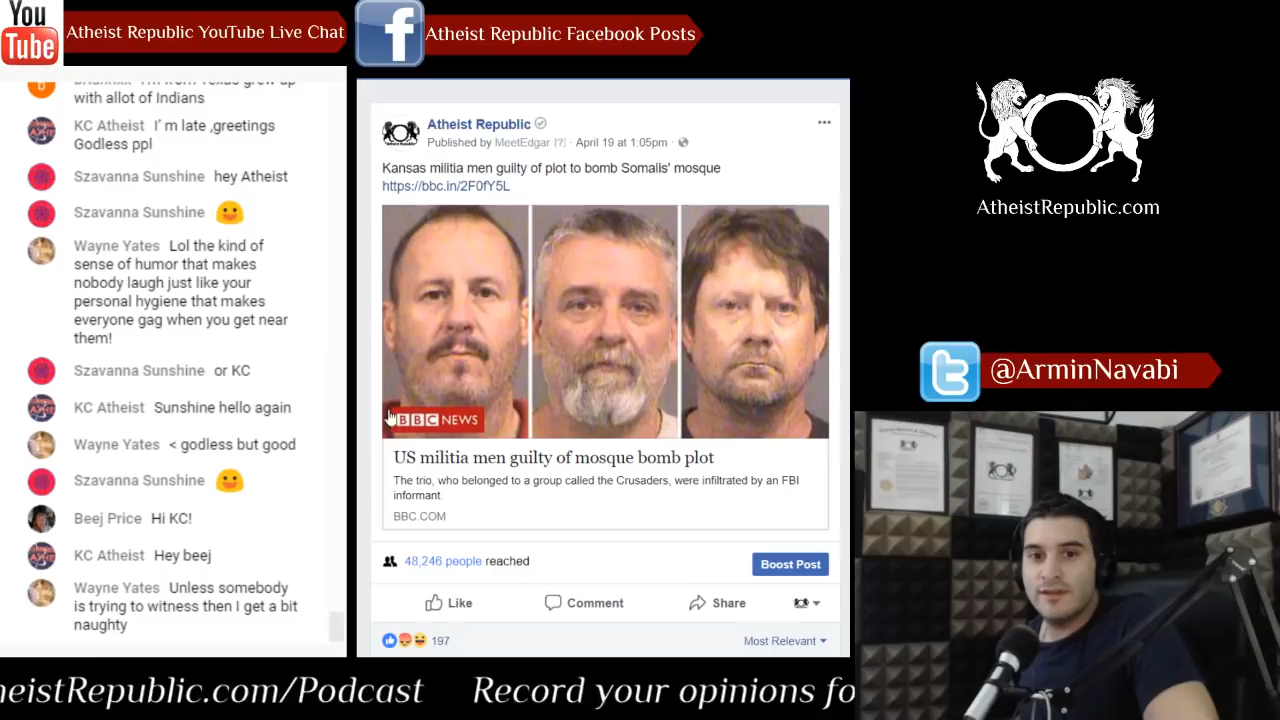 You
Tube
Atheist Republic YouTube Live Chat
Atheist Republic Facebook Posts
with allot of Indians
KC Atheist I' m late ,greetings
Godless ppl
Szavanna Sunshine hey Atheist
Szavanna Sunshine
Wayne Yates Lol the kind of
sense of humor that makes
nobody laugh just like your
personal hygiene that makes
everyone gag when you get near
them!
Szavanna Sunshine or KC
KC Atheist Sunshine hello again
Wayne Yates < godless but good
Szavanna Sunshine
Beej Price Hi KC!
KC Atheist Hey beej
Wayne Yates Unless somebody
is trying to witness then I get a bit
naughty
Atheist Republic
Published by MeetEdgar [?] · April 19 at 1:05pm ·
Kansas militia men guilty of plot to bomb Somalis' mosque
https://bbc.in/2F0fY5L
BBC NEWS
US militia men guilty of mosque bomb plot
The trio, who belonged to a group called the Crusaders, were infiltrated by an FBI
informant.
BBC.COM
48,246 people reached
Boost Post
Like Comment Share
197 Most Relevant
AtheistRepublic.com
@ArminNavabi
heistRepublic.com/Podcast Record your opinions fo